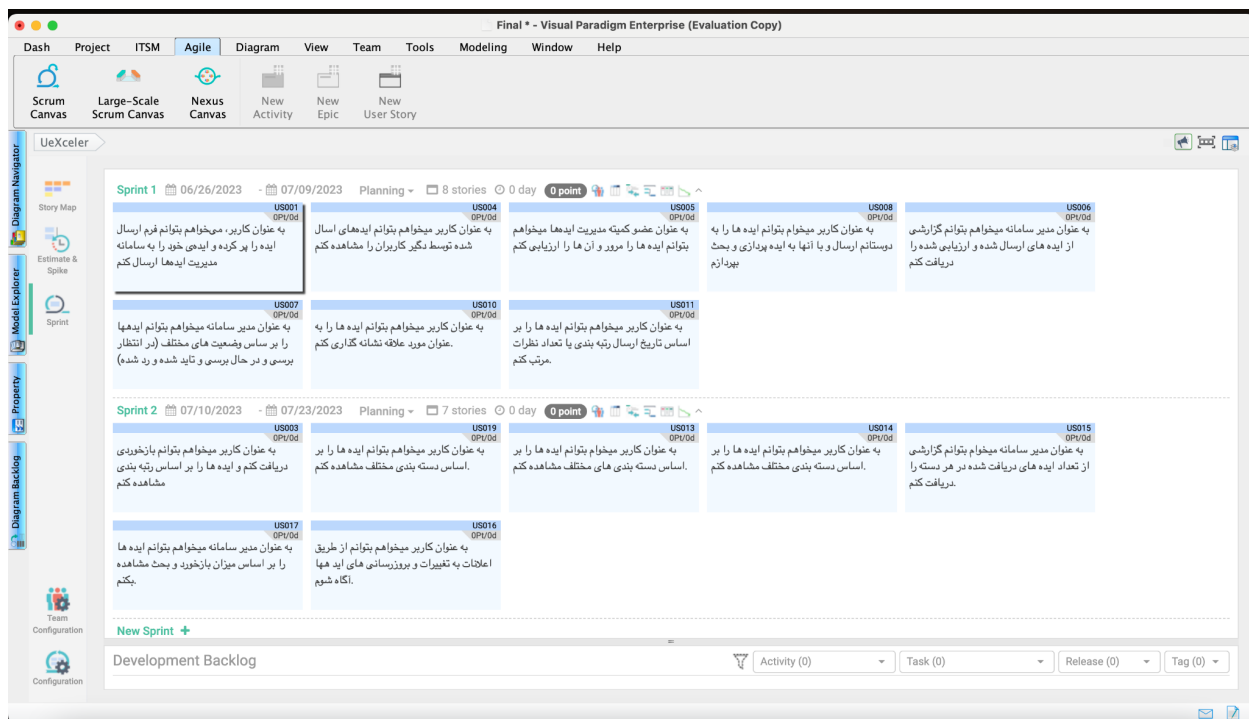 Final * - Visual Paradigm Enterprise (Evaluation Copy)
Dash Project ITSM Agile Diagram View Team Tools Modeling Window Help
Scrum Canvas
Large-Scale Scrum Canvas
Nexus Canvas
New Activity
New Epic
New User Story
UeXceler
Diagram Navigator
Model Explorer
Property
Diagram Backlog
Story Map
Estimate & Spike
Sprint
Team Configuration
Configuration
Sprint 1 06/26/2023 - 07/09/2023 Planning 8 stories 0 day 0 point
US001
0Pt/0d
به عنوان کاربر، می‌خواهم بتوانم فرم ارسال
ایده را پر کرده و ایده‌ی خود را به سامانه
مدیریت ایده‌ها ارسال کنم
US004
0Pt/0d
به عنوان کاربر میخواهم بتوانم ایده‌های اسال
شده توسط دگیر کاربران را مشاهده کنم
US005
0Pt/0d
به عنوان عضو کمیته مدیریت ایده‌ها میخواهم
بتوانم ایده ها را مرور و آن ها را ارزیابی کنم
US008
0Pt/0d
به عنوان کاربر میخوام بتوانم ایده ها را به
دوستانم ارسال و با آنها به ایده پردازی و بحث
بپردازم
US006
0Pt/0d
به عنوان مدیر سامانه میخواهم بتوانم گزارشی
از ایده های ارسال شده و ارزیابی شده را
دریافت کنم
US007
0Pt/0d
به عنوان مدیر سامانه میخواهم بتوانم ایدهها
را بر ساس وضعیت های مختلف (در انتظار
برسی و در حال برسی و تاید شده و رد شده)
US010
0Pt/0d
به عنوان کاربر میخواهم بتوانم ایده ها را به
.عنوان مورد علاقه نشانه گذاری کنم
US011
0Pt/0d
به عنوان کاربر میخواهم بتوانم ایده ها را بر
اساس تاریخ ارسال رتبه بندی یا تعداد نظرات
.مرتب کنم
Sprint 2 07/10/2023 - 07/23/2023 Planning 7 stories 0 day 0 point
US003
0Pt/0d
به عنوان کاربر میخواهم بتوانم بازخوردی
دریافت کنم و ایده ها را بر اساس رتبه بندی
مشاهده کنم
US019
0Pt/0d
به عنوان کاربر میخواهم بتوانم ایده ها را بر
.اساس دسته بندی مختلف مشاهده کنم
US013
0Pt/0d
به عنوان کاربر میخوام بتوانم ایده ها را بر
.اساس دسته بندی های مختلف مشاهده کنم
US014
0Pt/0d
به عنوان کاربر میخواهم بتوانم ایده ها را بر
.اساس دسته بندی مختلف مشاهده کنم
US015
0Pt/0d
به عنوان مدیر سامانه میخوام بتوانم گزارشی
از تعداد ایده های دریافت شده در هر دسته را
.دریافت کنم
US017
0Pt/0d
به عنوان مدیر سامانه میخواهم بتوانم ایده ها
را بر اساس میزان بازخورد و بحث مشاهده
.بکنم
US016
0Pt/0d
به عنوان کاربر میخواهم بتوانم از طریق
اعلانات به تغییرات و بروزرسانی های اید هها
.آگاه شوم
New Sprint +
Development Backlog
Activity (0) Task (0) Release (0) Tag (0)